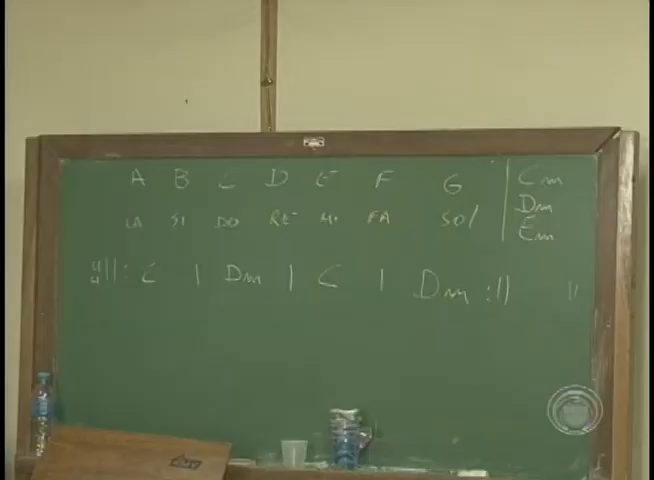 A B C D E F G | Cm
LA SI DO RE MI FA SOl Dm
Em
4/4 ||: C | Dm | C | Dm :||